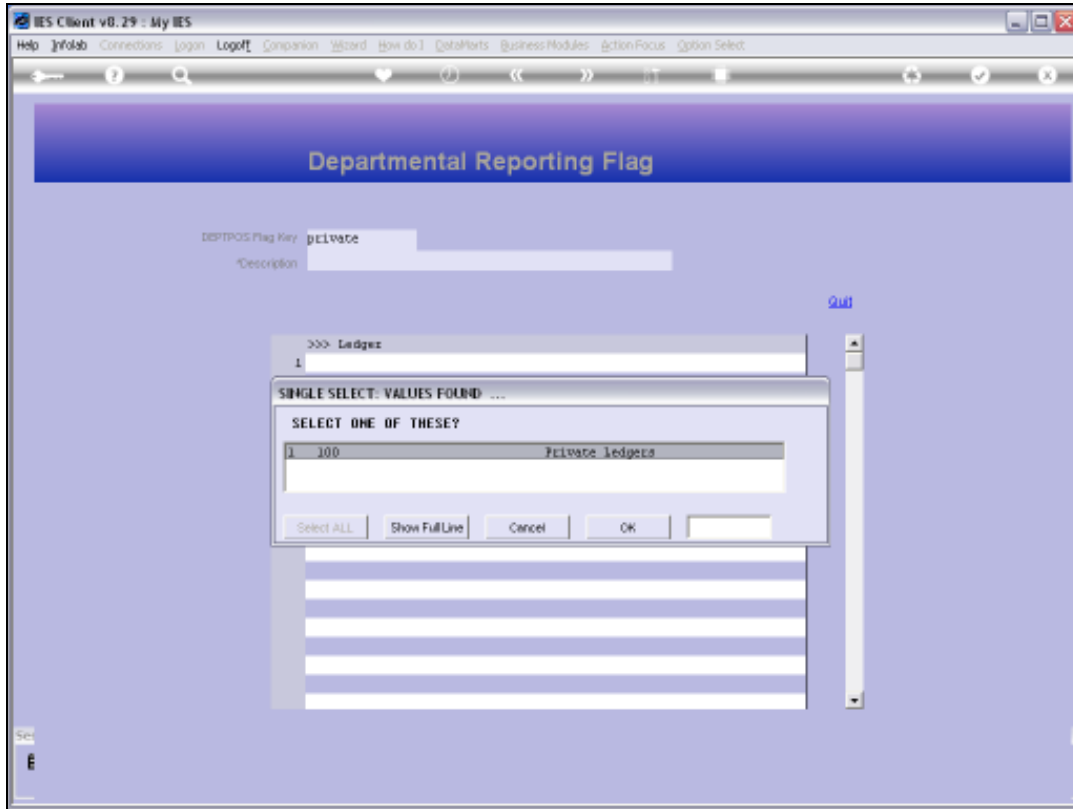 IES Client v8.29 : My IES
Help Infolab Connections Logon Logoff Companion Wizard How do I DataMarts Business Modules Action Focus Option Select
Departmental Reporting Flag
DEPTPOS Flag Key private
*Description
Quit
>>> Ledger
1
SINGLE SELECT: VALUES FOUND ...
SELECT ONE OF THESE?
1 100 Private ledgers
Select ALL Show Full Line Cancel OK